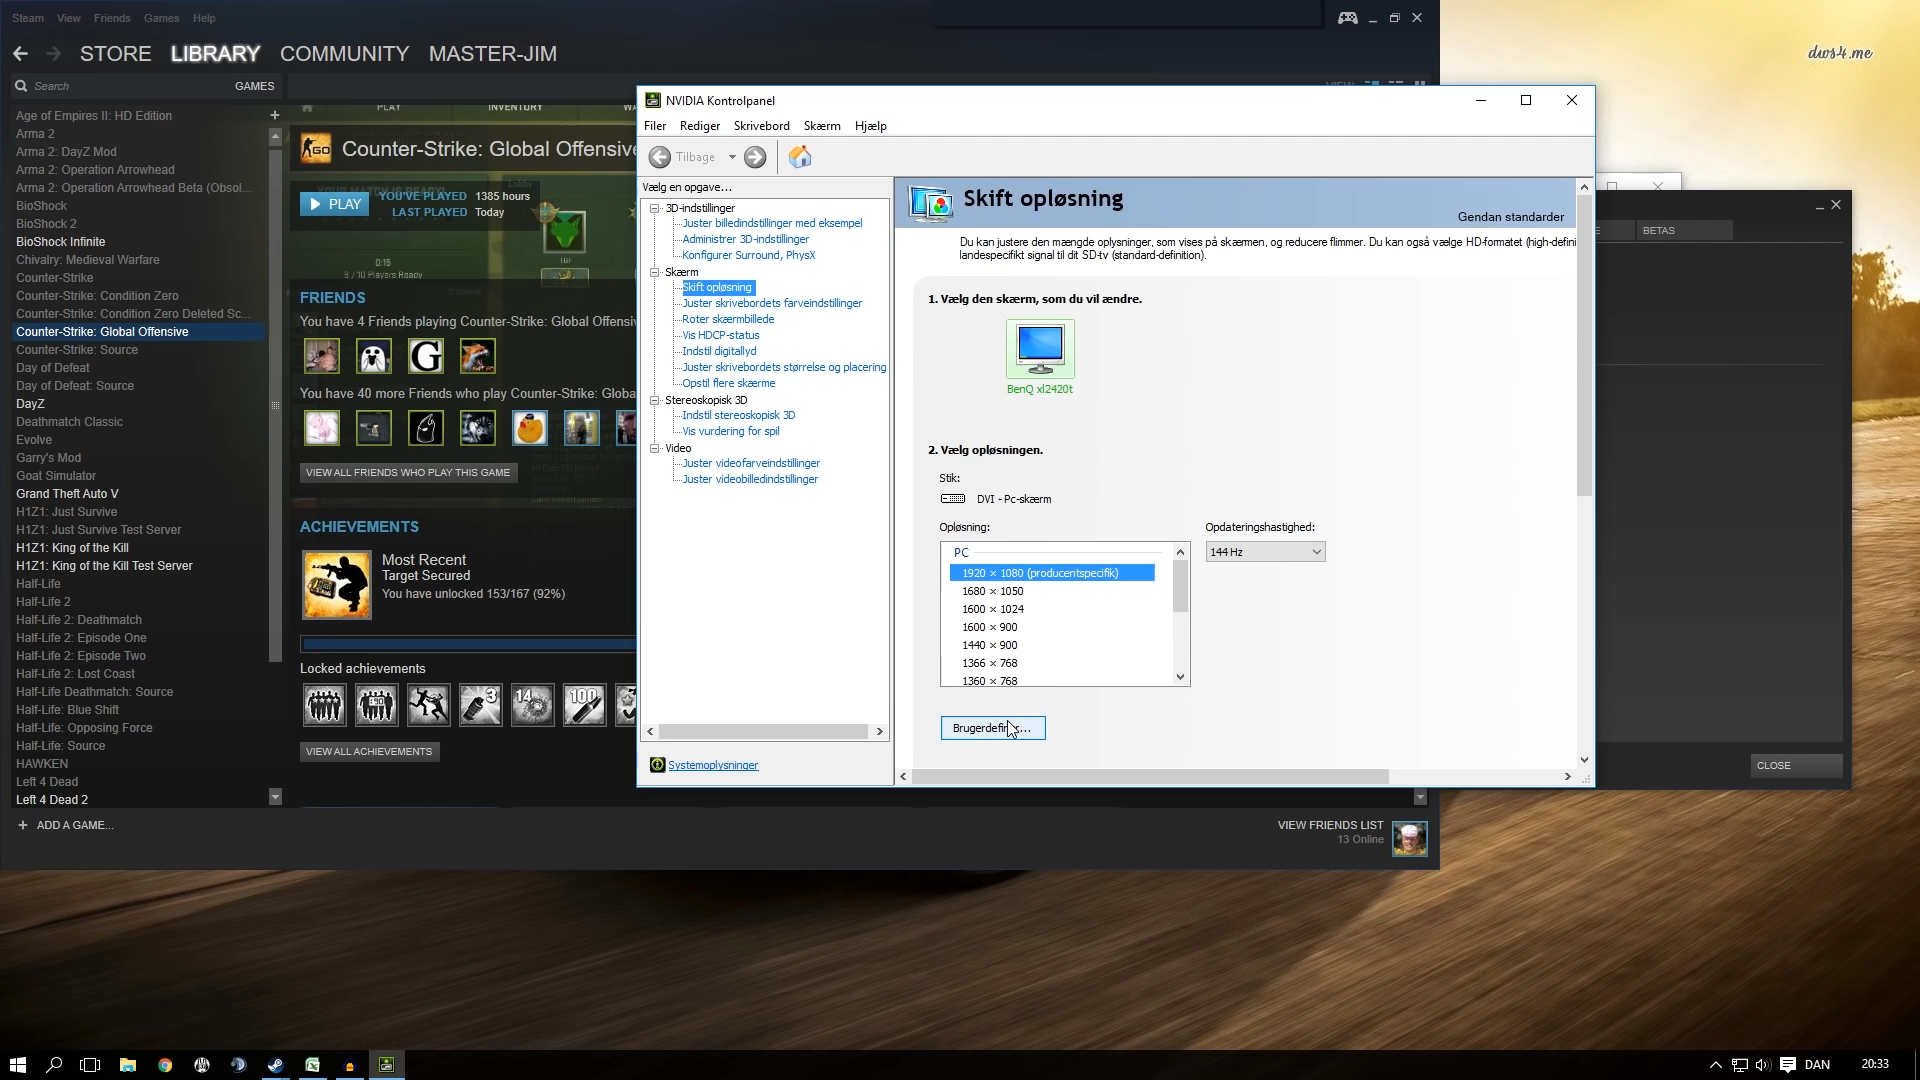 Steam View Friends Games Help
STORE LIBRARY COMMUNITY MASTER-JIM
Search GAMES
Age of Empires II: HD Edition
Arma 2
Arma 2: DayZ Mod
Arma 2: Operation Arrowhead
Arma 2: Operation Arrowhead Beta (Obsol...
BioShock
BioShock 2
BioShock Infinite
Chivalry: Medieval Warfare
Counter-Strike
Counter-Strike: Condition Zero
Counter-Strike: Condition Zero Deleted Sc...
Counter-Strike: Global Offensive
Counter-Strike: Source
Day of Defeat
Day of Defeat: Source
DayZ
Deathmatch Classic
Evolve
Garry's Mod
Goat Simulator
Grand Theft Auto V
H1Z1: Just Survive
H1Z1: Just Survive Test Server
H1Z1: King of the Kill
H1Z1: King of the Kill Test Server
Half-Life
Half-Life 2
Half-Life 2: Deathmatch
Half-Life 2: Episode One
Half-Life 2: Episode Two
Half-Life 2: Lost Coast
Half-Life Deathmatch: Source
Half-Life: Blue Shift
Half-Life: Opposing Force
Half-Life: Source
HAWKEN
Left 4 Dead
Left 4 Dead 2
+ ADD A GAME...
PLAY INVENTORY
GO Counter-Strike: Global Offensive
PLAY
YOU'VE PLAYED 1385 hours
LAST PLAYED Today
0:15
9 / 10 Players Ready
FRIENDS
You have 4 Friends playing Counter-Strike: Global Offensiv
G
You have 40 more Friends who play Counter-Strike: Globa
VIEW ALL FRIENDS WHO PLAY THIS GAME
ACHIEVEMENTS
Most Recent
Target Secured
You have unlocked 153/167 (92%)
Locked achievements
:90 3 14 100
VIEW ALL ACHIEVEMENTS
VIEW FRIENDS LIST
13 Online
NVIDIA Kontrolpanel
Filer Rediger Skrivebord Skærm Hjælp
Tilbage
Vælg en opgave...
3D-indstillinger
Juster billedindstillinger med eksempel
Administrer 3D-indstillinger
Konfigurer Surround, PhysX
Skærm
Skift opløsning
Juster skrivebordets farveindstillinger
Roter skærmbillede
Vis HDCP-status
Indstil digitallyd
Juster skrivebordets størrelse og placering
Opstil flere skærme
Stereoskopisk 3D
Indstil stereoskopisk 3D
Vis vurdering for spil
Video
Juster videofarveindstillinger
Juster videobilledindstillinger
Systemoplysninger
Skift opløsning
Gendan standarder
Du kan justere den mængde oplysninger, som vises på skærmen, og reducere flimmer. Du kan også vælge HD-formatet (high-defini
landespecifikt signal til dit SD-tv (standard-definition).
1. Vælg den skærm, som du vil ændre.
BenQ xl2420t
2. Vælg opløsningen.
Stik:
DVI - Pc-skærm
Opløsning: Opdateringshastighed:
PC
144 Hz
1920 × 1080 (producentspecifik)
1680 × 1050
1600 × 1024
1600 × 900
1440 × 900
1366 × 768
1360 × 768
BETAS
CLOSE
dws4.me
DAN 20:33